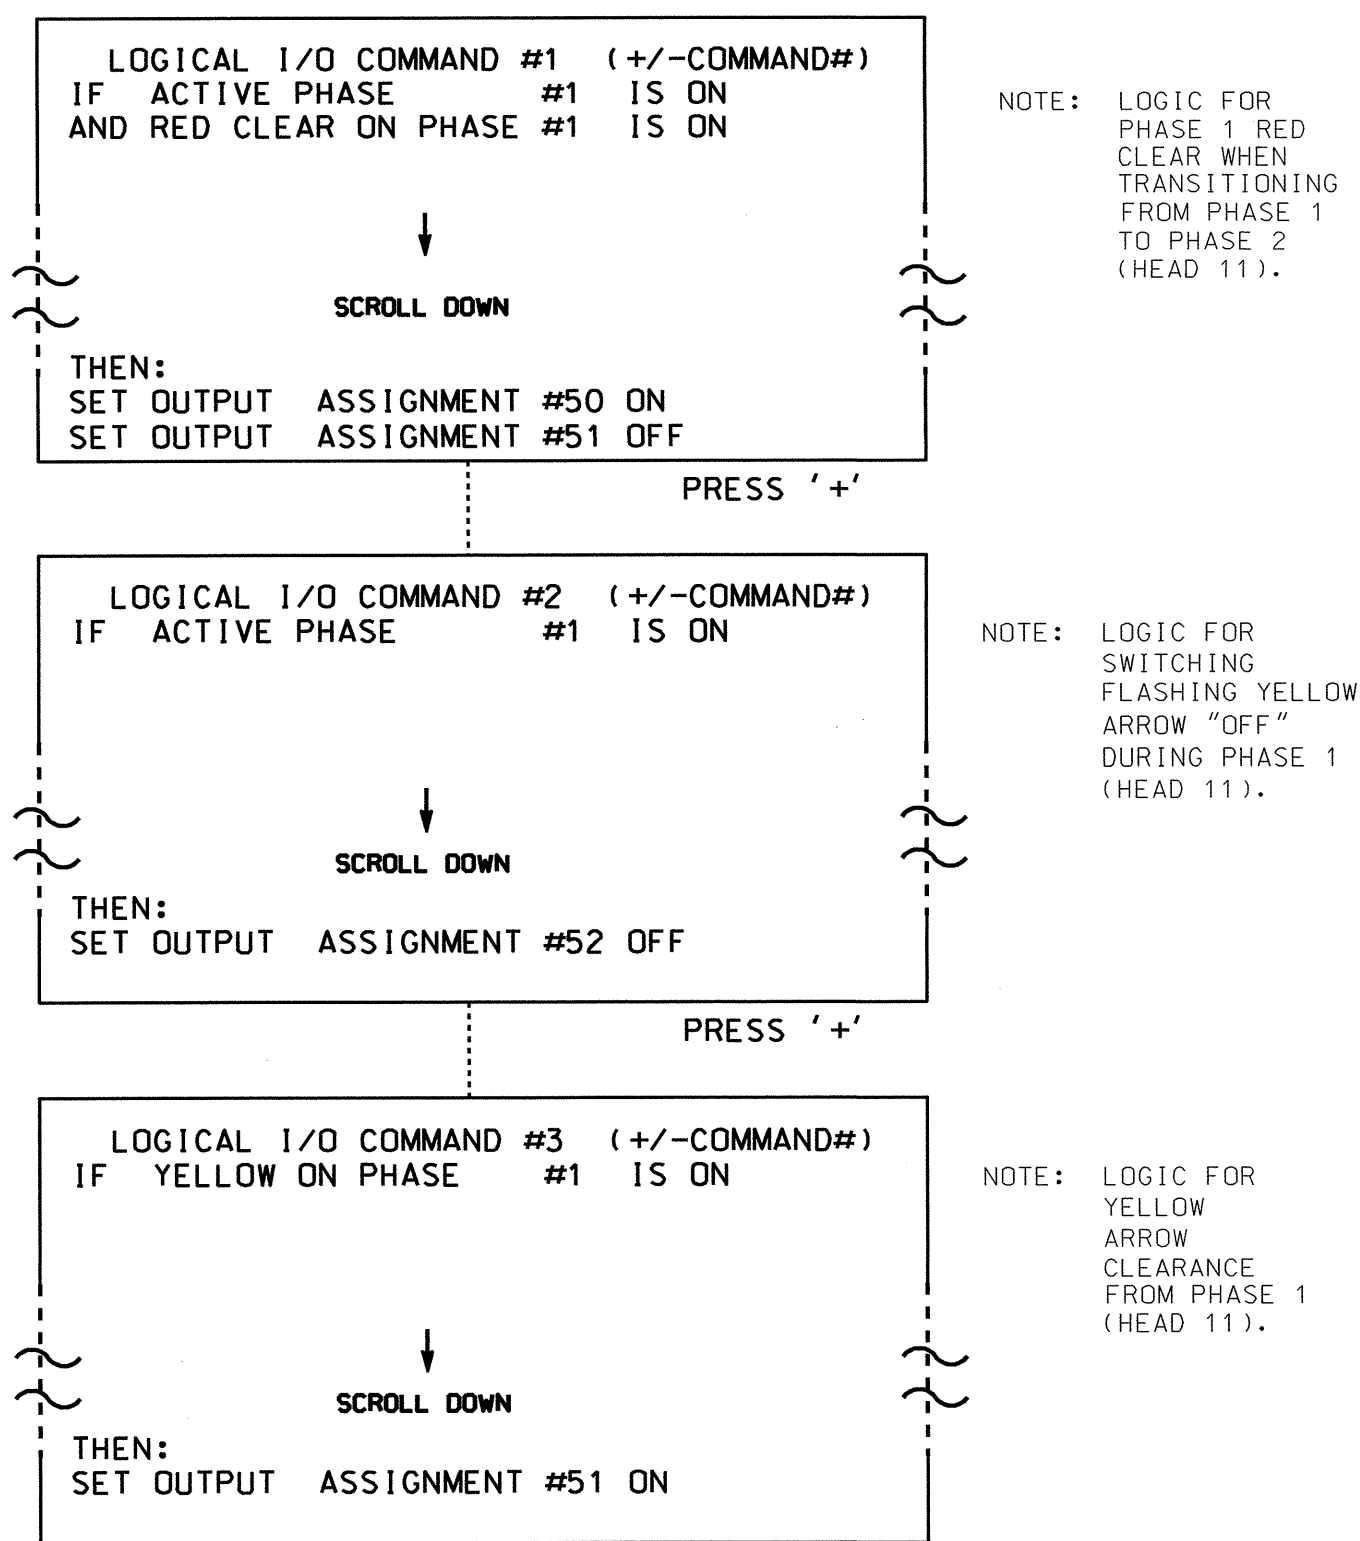 LOGICAL I/O COMMAND #1 (+/-COMMAND#)
IF ACTIVE PHASE #1 IS ON
AND RED CLEAR ON PHASE #1 IS ON
SCROLL DOWN
THEN:
SET OUTPUT ASSIGNMENT #50 ON
SET OUTPUT ASSIGNMENT #51 OFF
NOTE: LOGIC FOR
PHASE 1 RED
CLEAR WHEN
TRANSITIONING
FROM PHASE 1
TO PHASE 2
(HEAD 11).
PRESS '+'
LOGICAL I/O COMMAND #2 (+/-COMMAND#)
IF ACTIVE PHASE #1 IS ON
SCROLL DOWN
THEN:
SET OUTPUT ASSIGNMENT #52 OFF
NOTE: LOGIC FOR
SWITCHING
FLASHING YELLOW
ARROW "OFF"
DURING PHASE 1
(HEAD 11).
PRESS '+'
LOGICAL I/O COMMAND #3 (+/-COMMAND#)
IF YELLOW ON PHASE #1 IS ON
SCROLL DOWN
THEN:
SET OUTPUT ASSIGNMENT #51 ON
NOTE: LOGIC FOR
YELLOW
ARROW
CLEARANCE
FROM PHASE 1
(HEAD 11).